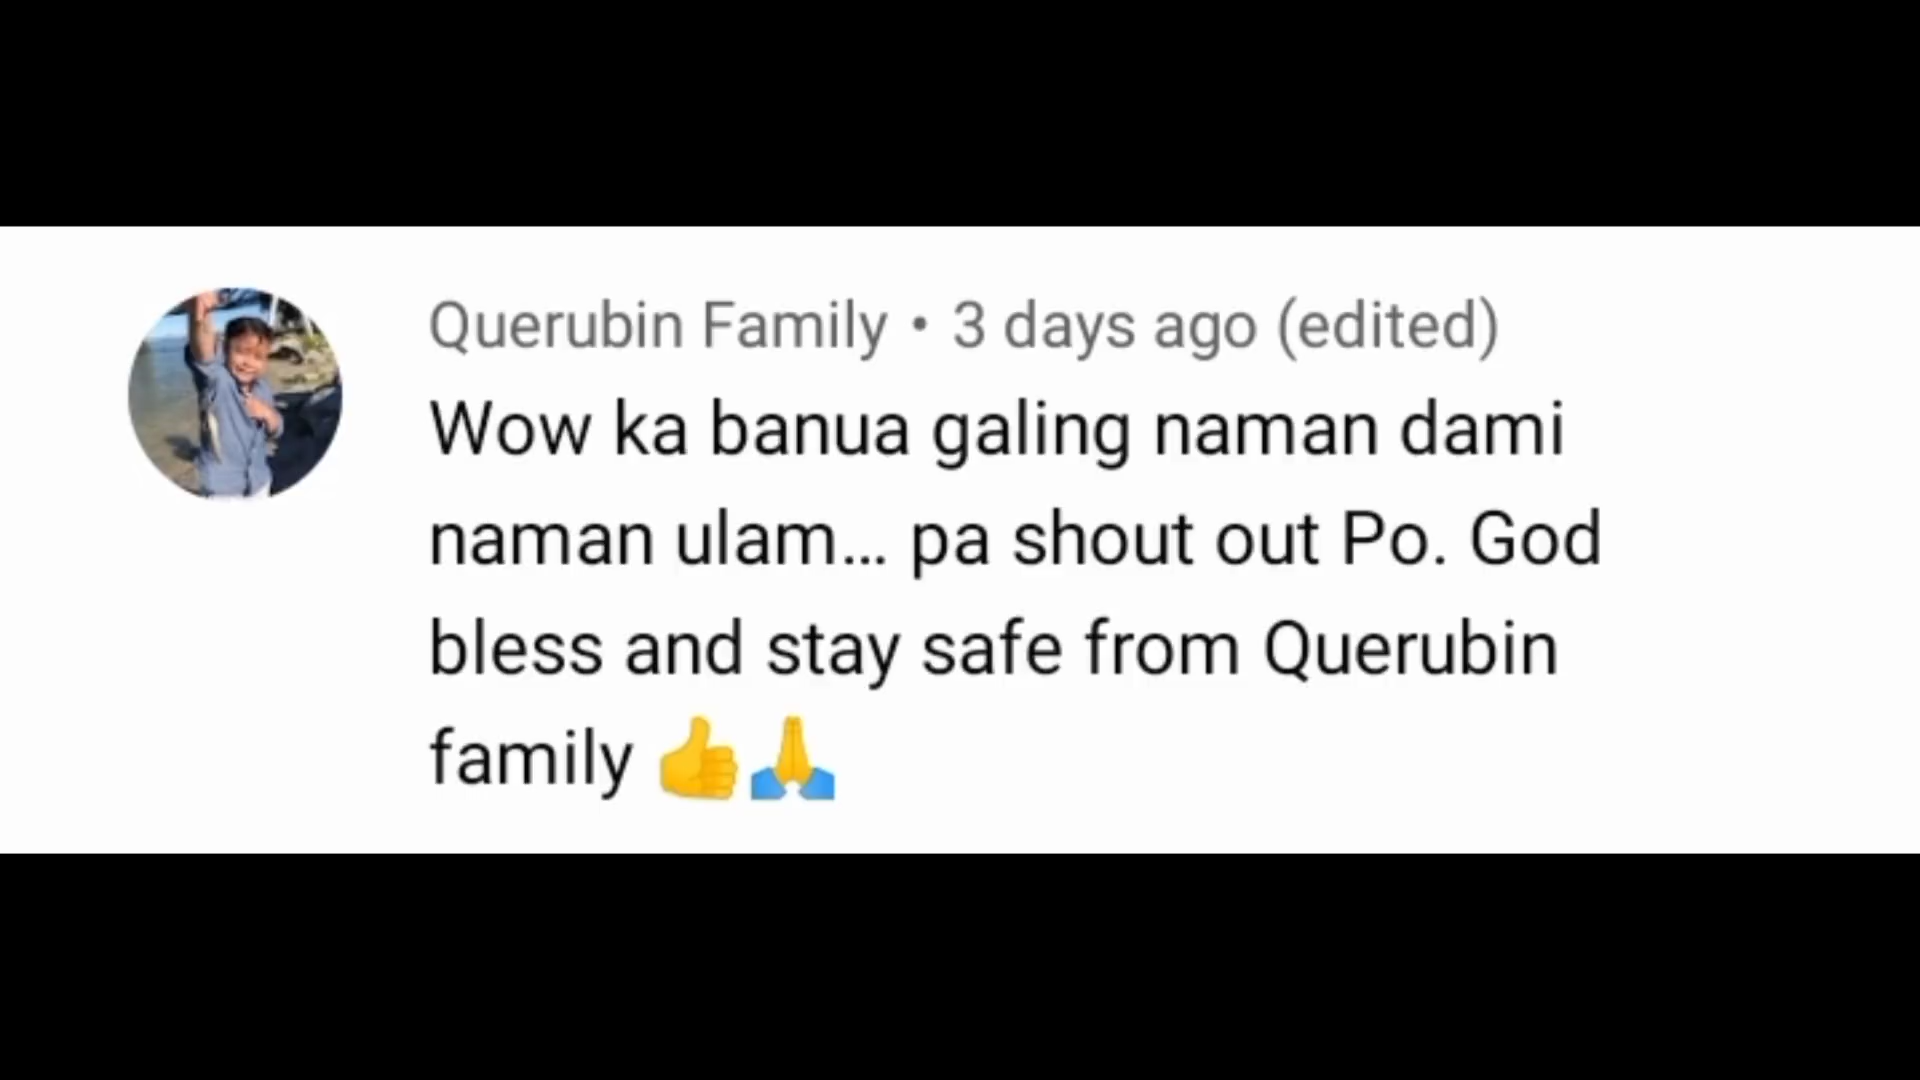 Querubin Family • 3 days ago (edited)
Wow ka banua galing naman dami
naman ulam... pa shout out Po. God
bless and stay safe from Querubin
family 👍🙏